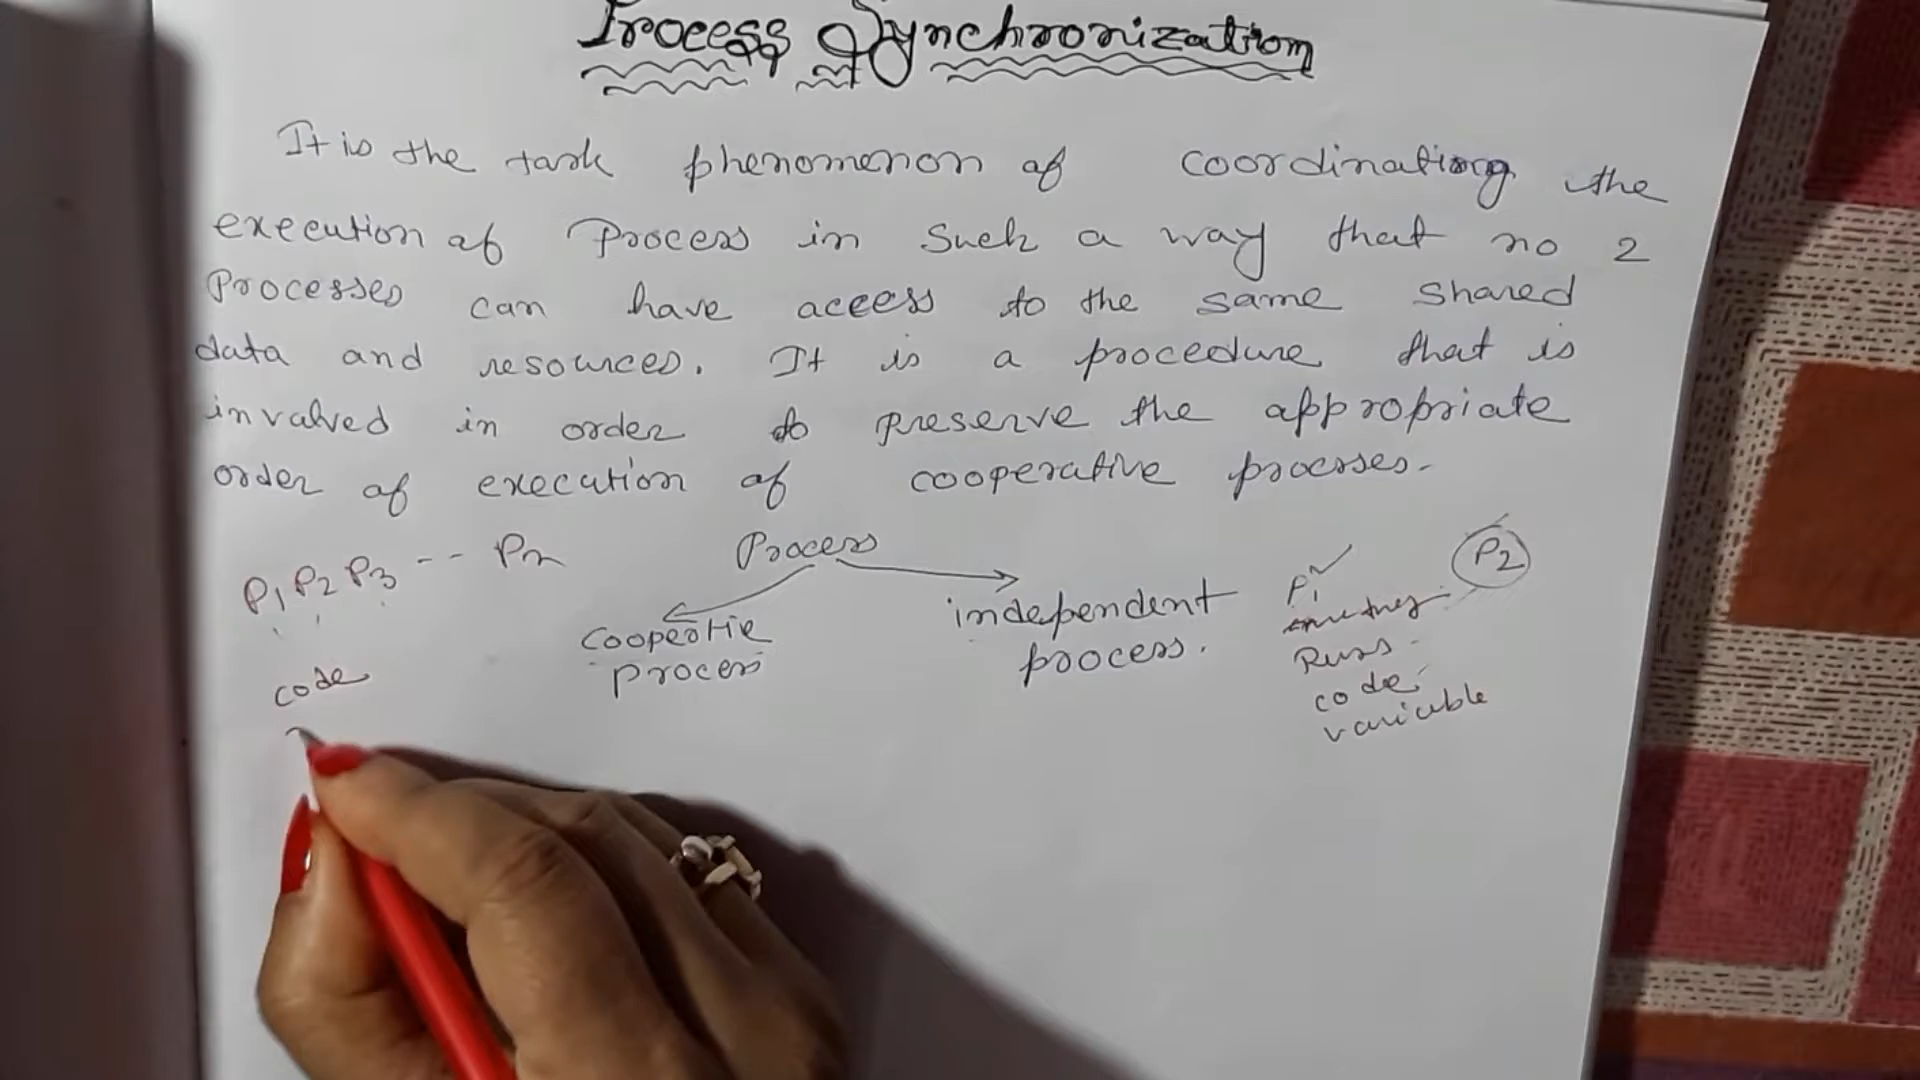 Process Synchronization
It is the task phenomenon of coordinating the
execution of Process in such a way that no 2
Processes can have access to the same shared
data and resources. It is a procedure that is
involved in order to preserve the appropriate
order of execution of cooperative processes.
P1 P2 P3 -- Pn
Process
Cooperative
process
independent
process.
code
P1
P2
memory
Code
variable